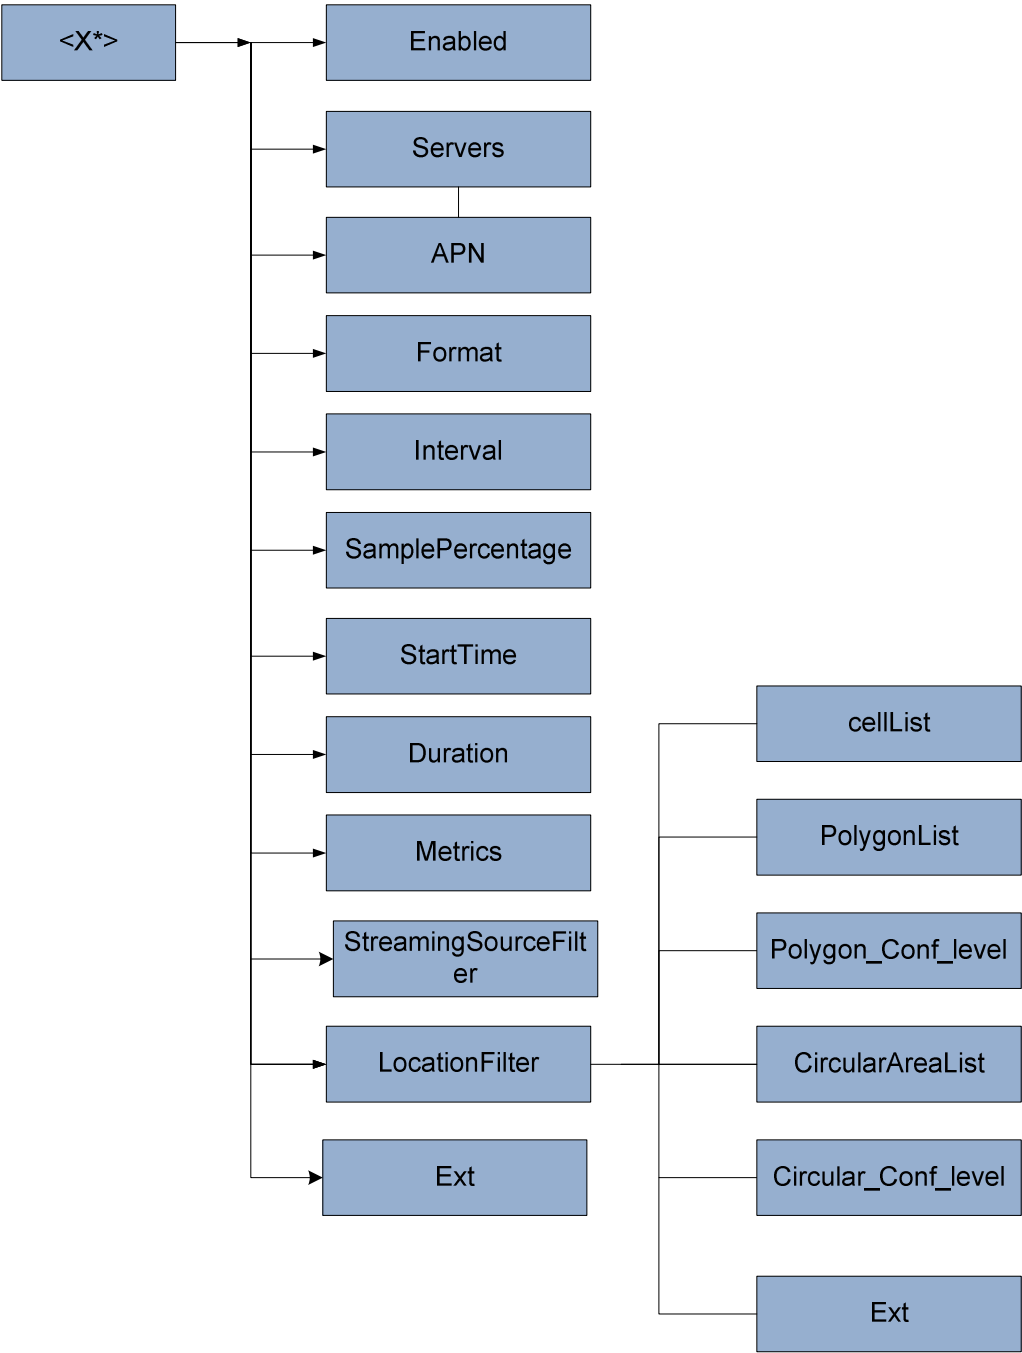 <X*>
Enabled
Servers
APN
Format
Interval
SamplePercentage
StartTime
Duration
Metrics
StreamingSourceFilt
er
LocationFilter
Ext
cellList
PolygonList
Polygon_Conf_level
CircularAreaList
Circular_Conf_level
Ext